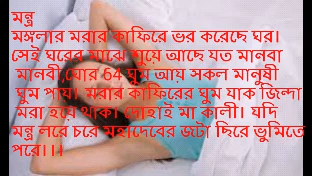 মন্ত্র
মঙ্গলার মরার কাফিরে ভর করেছে ঘর।
সেই ঘরের মাঝে শুয়ে আছে যত মানবা
মানবী,ঘোর 64 ঘুম আয় সকল মানুষী
ঘুম পায়। মরার কাফিরের ঘুম যাক জিন্দা
মরা হয়ে থাক। দোহাই মা কালী। যদি
মন্ত্র লরে চরে মহাদেবের জটা ছিরে ভুমিতে
পরে।।।